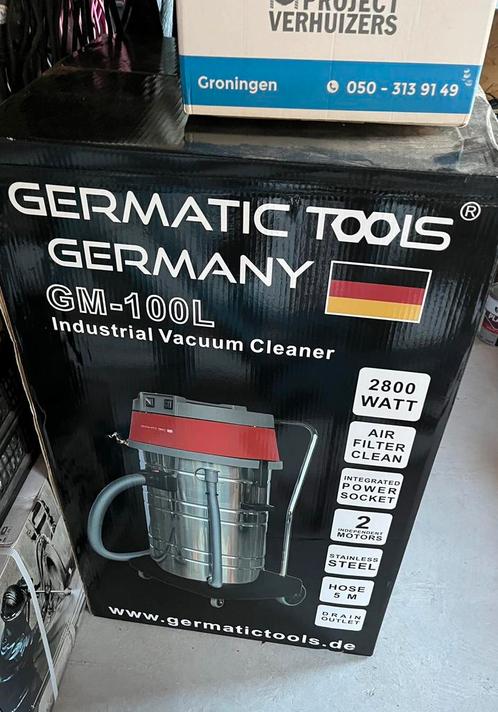 PROJECT
VERHUIZERS
Groningen 050 - 313 91 49
GERMATIC TOOLS ®
GERMANY
GM-100L
Industrial Vacuum Cleaner
2800
WATT
AIR
FILTER
CLEAN
INTEGRATED
POWER
SOCKET
2
INDEPENDENT
MOTORS
STAINLESS
STEEL
HOSE
5 M
DRAIN
OUTLET
www.germatictools.de